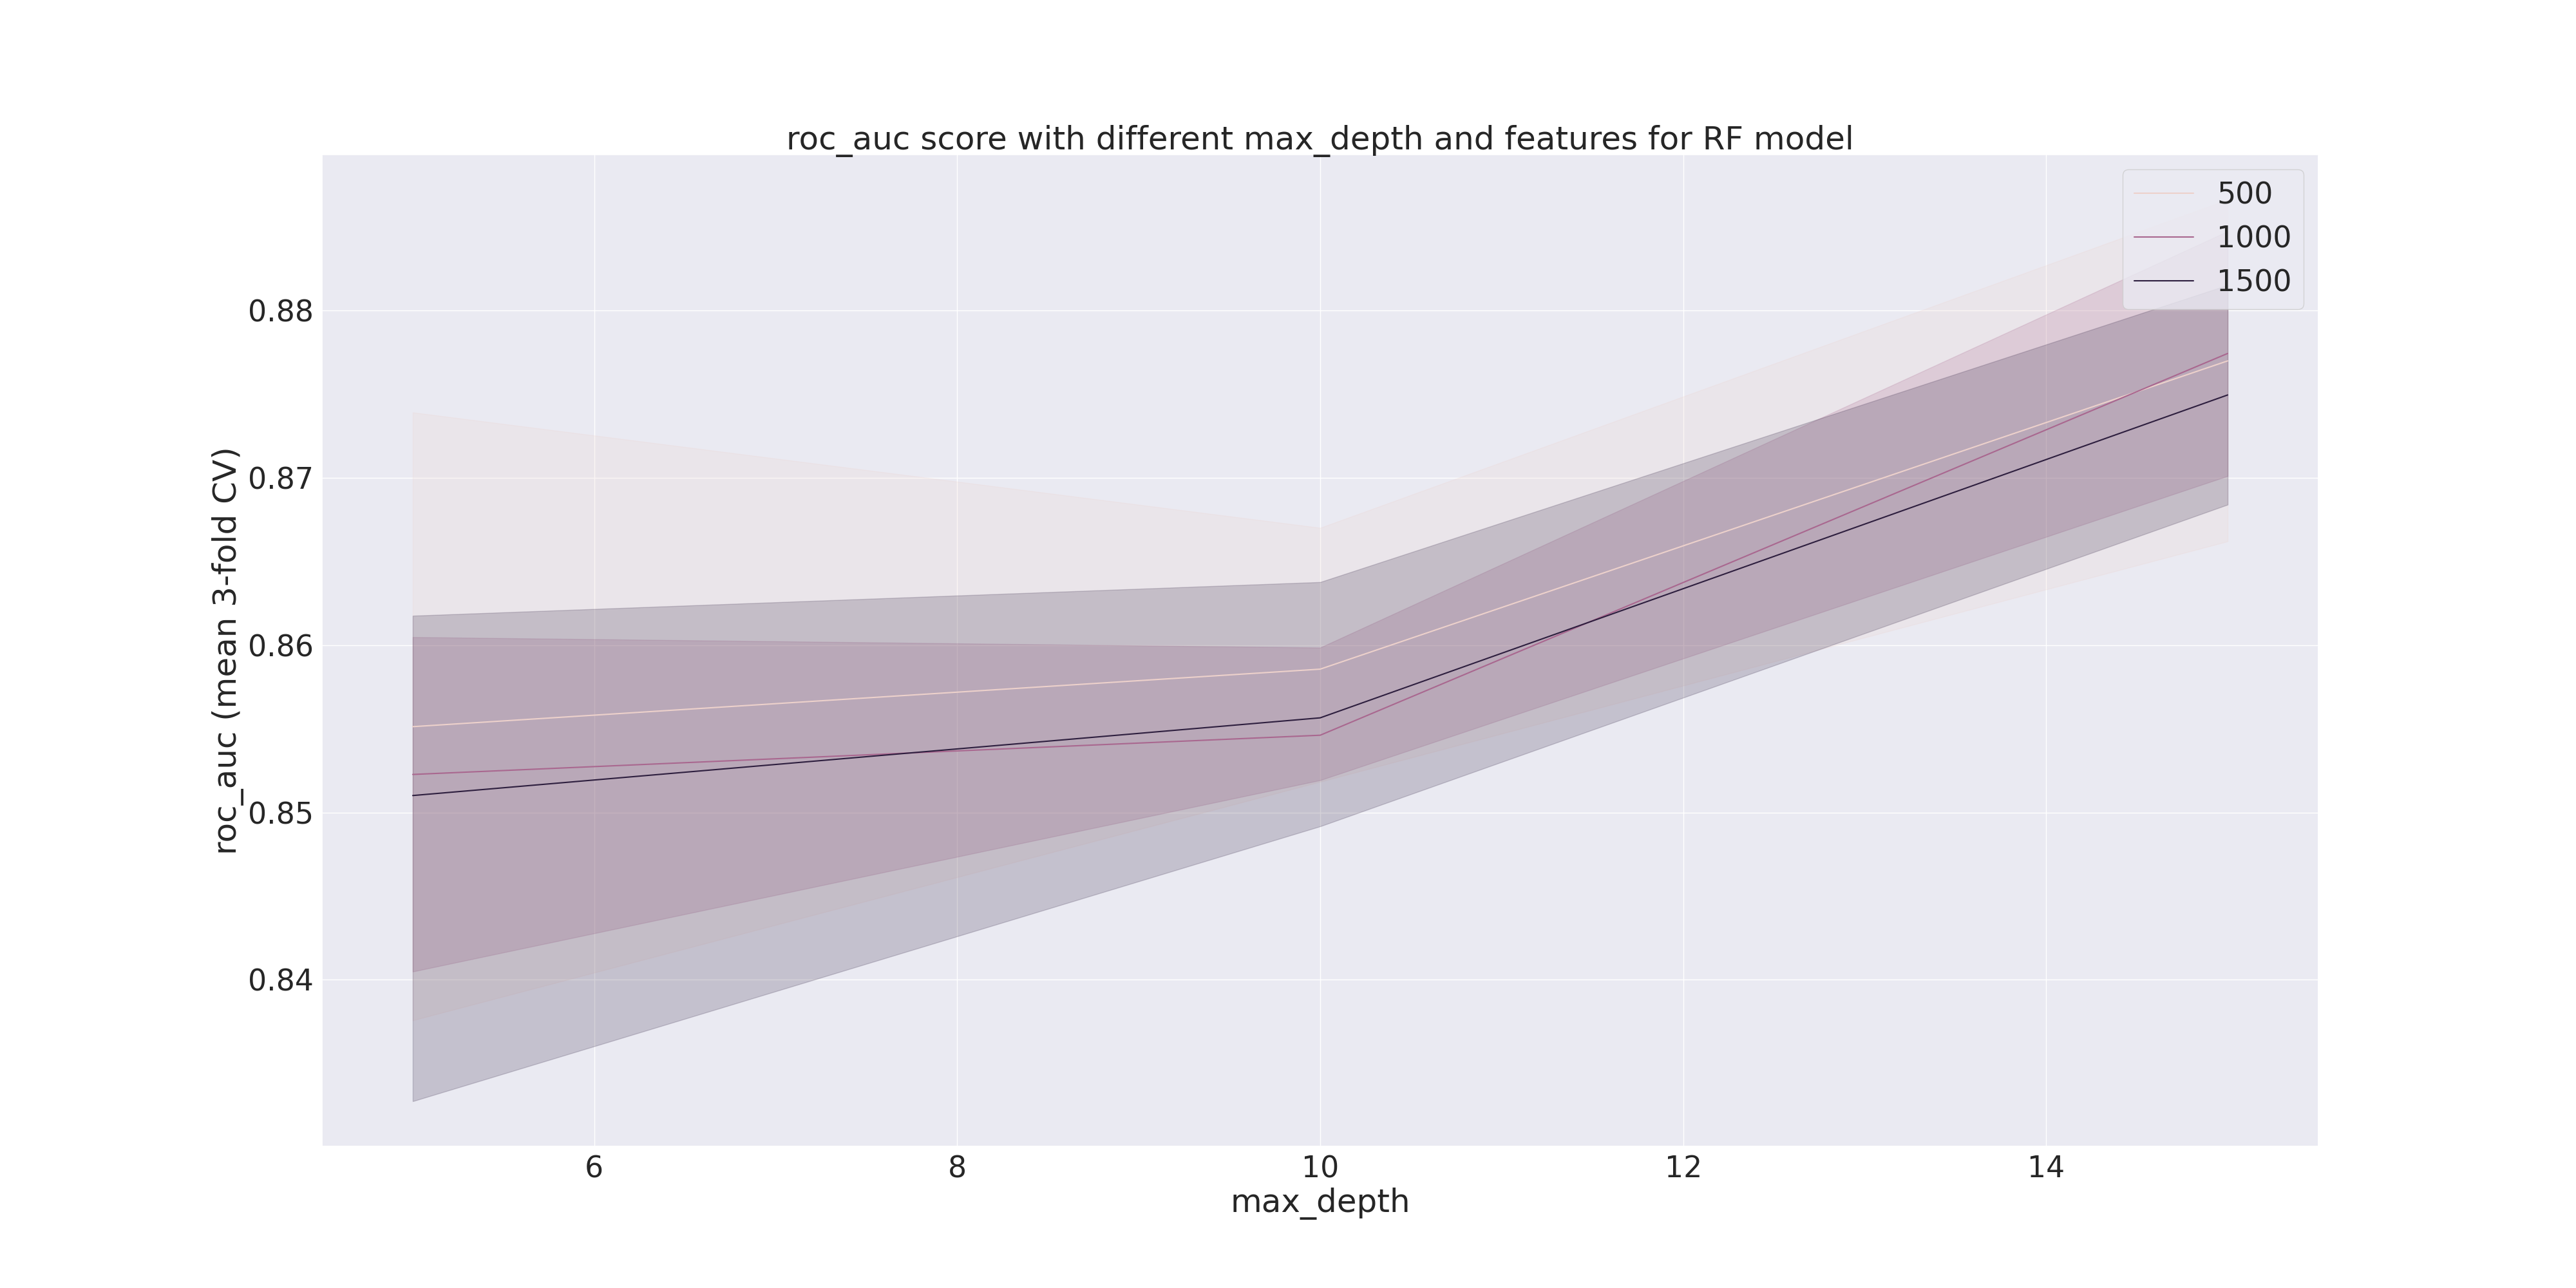 roc_auc score with different max_depth and features for RF model
500
1000
1500
roc_auc (mean 3-fold CV)
0.88
0.87
0.86
0.85
0.84
6 8 10 12 14
max_depth